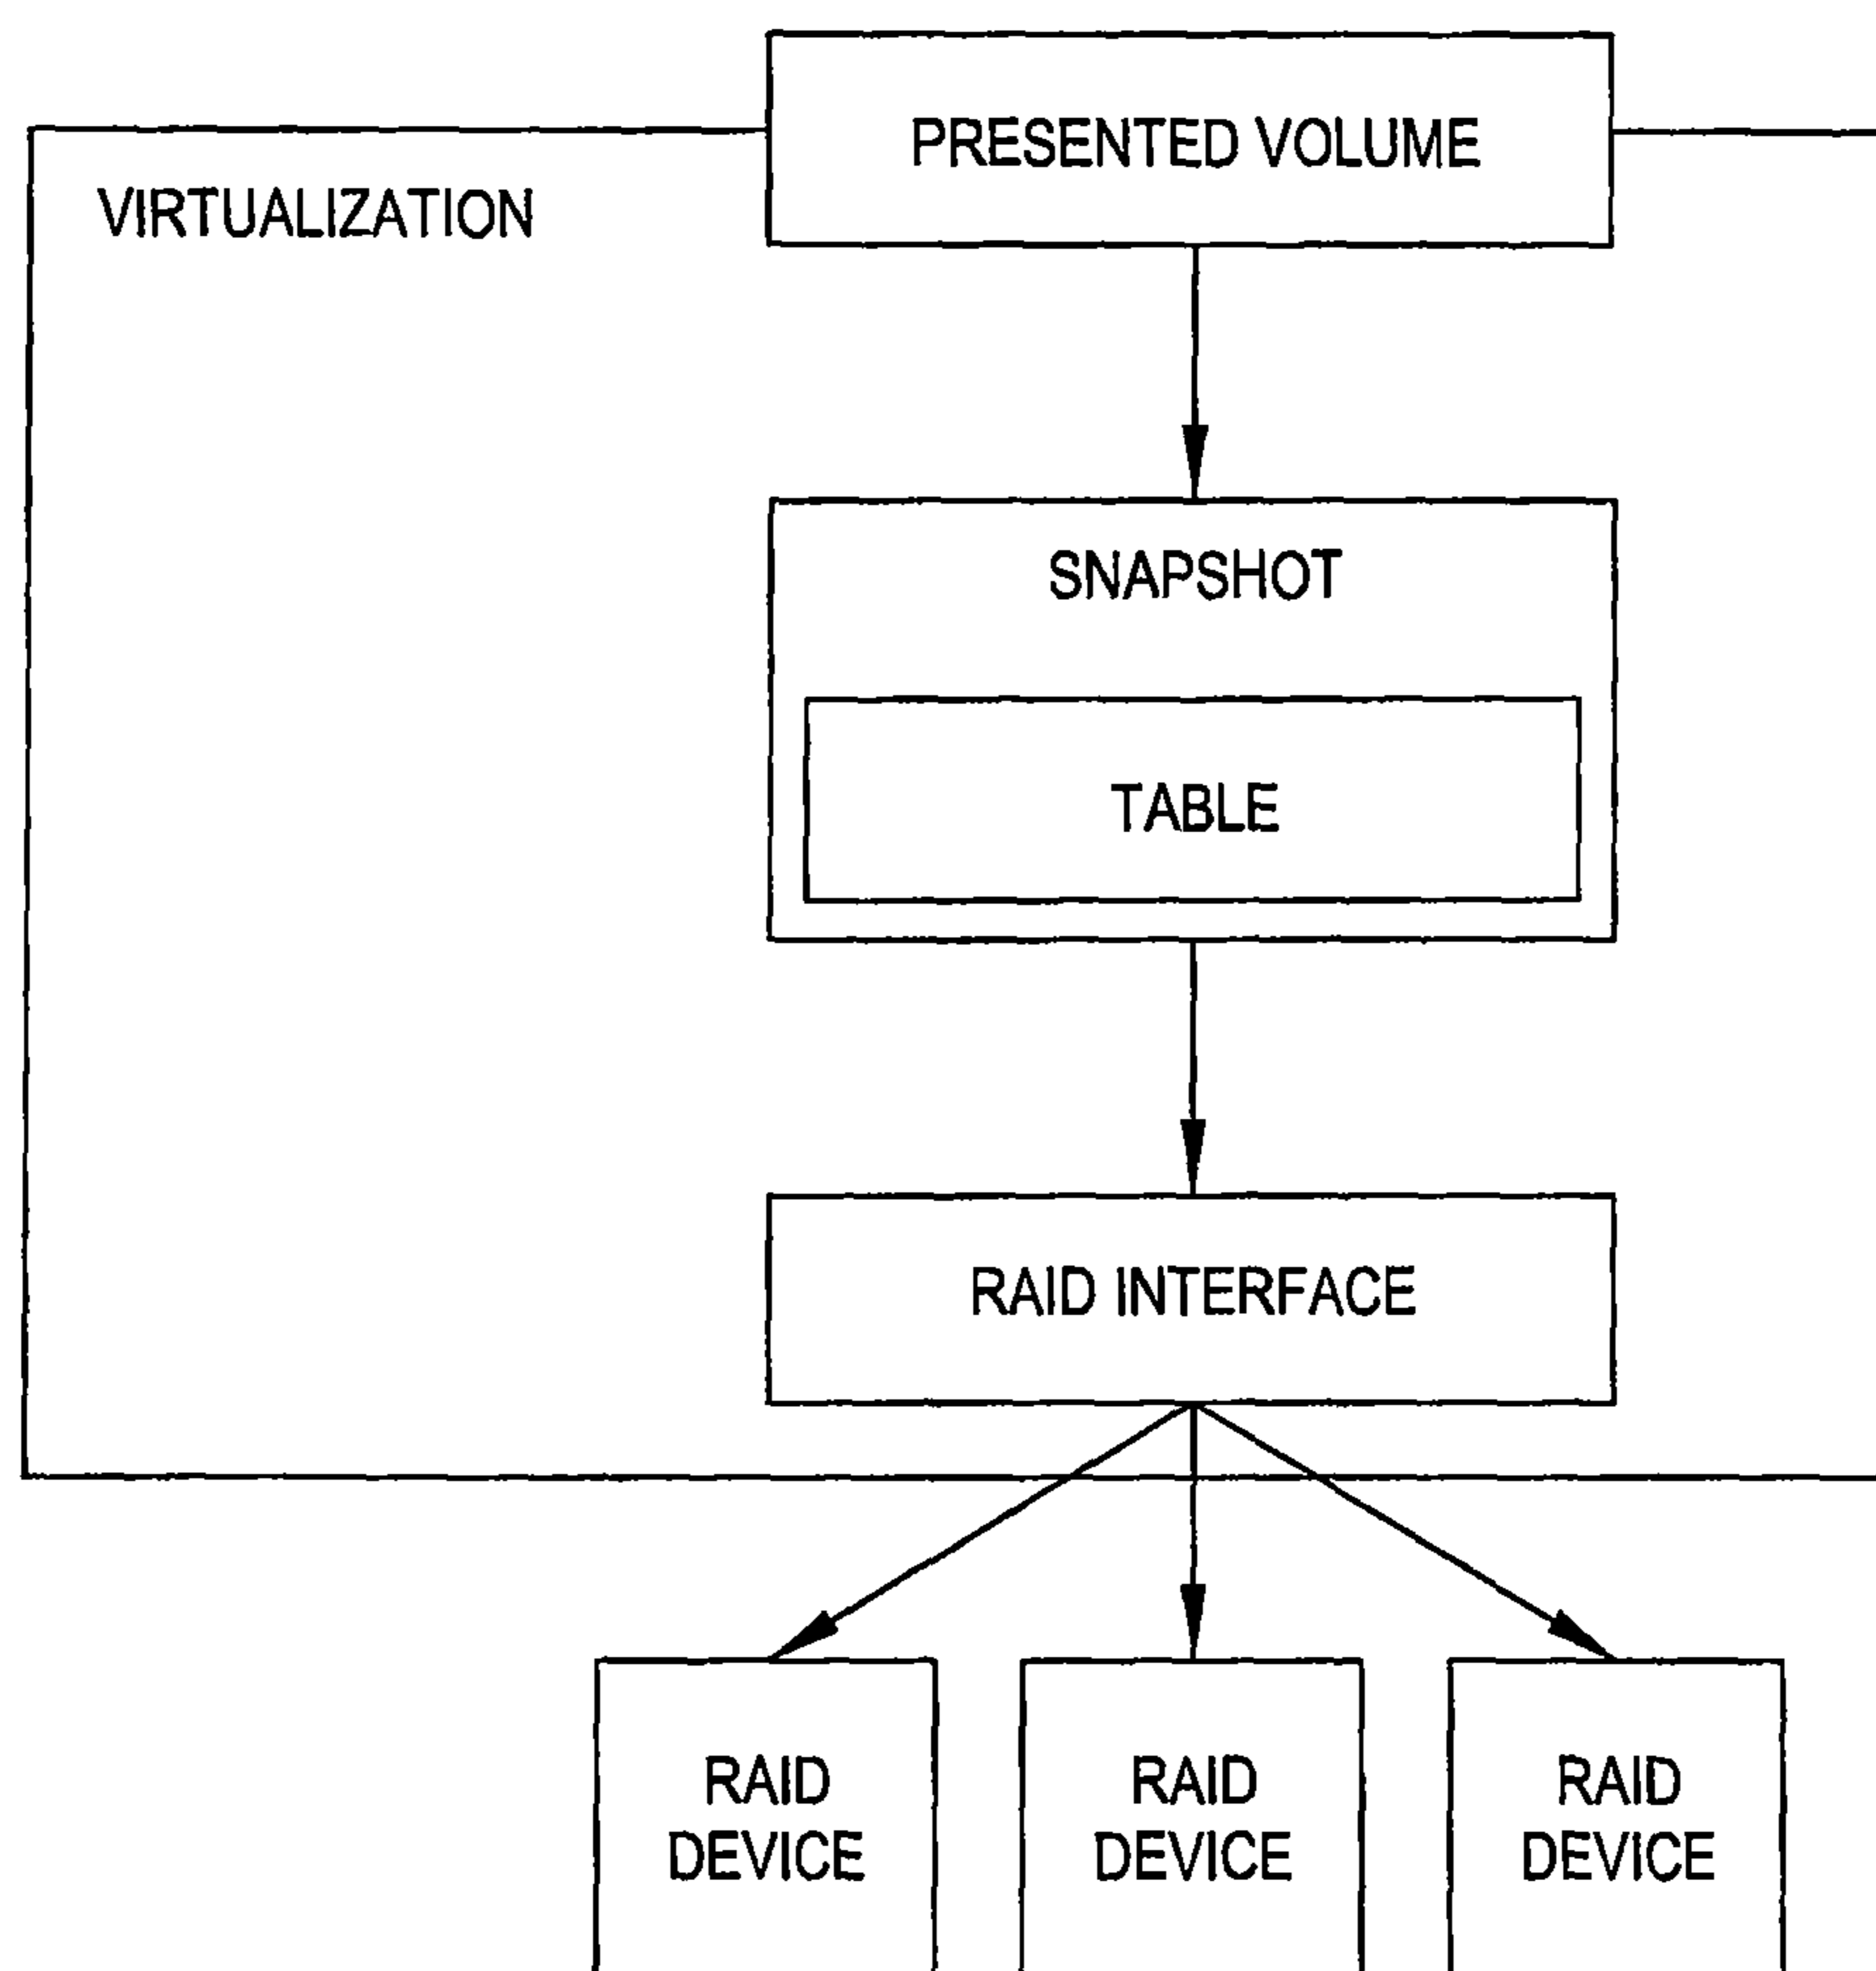 PRESENTED VOLUME
VIRTUALIZATION
SNAPSHOT
TABLE
RAID INTERFACE
RAID
DEVICE
RAID
DEVICE
RAID
DEVICE